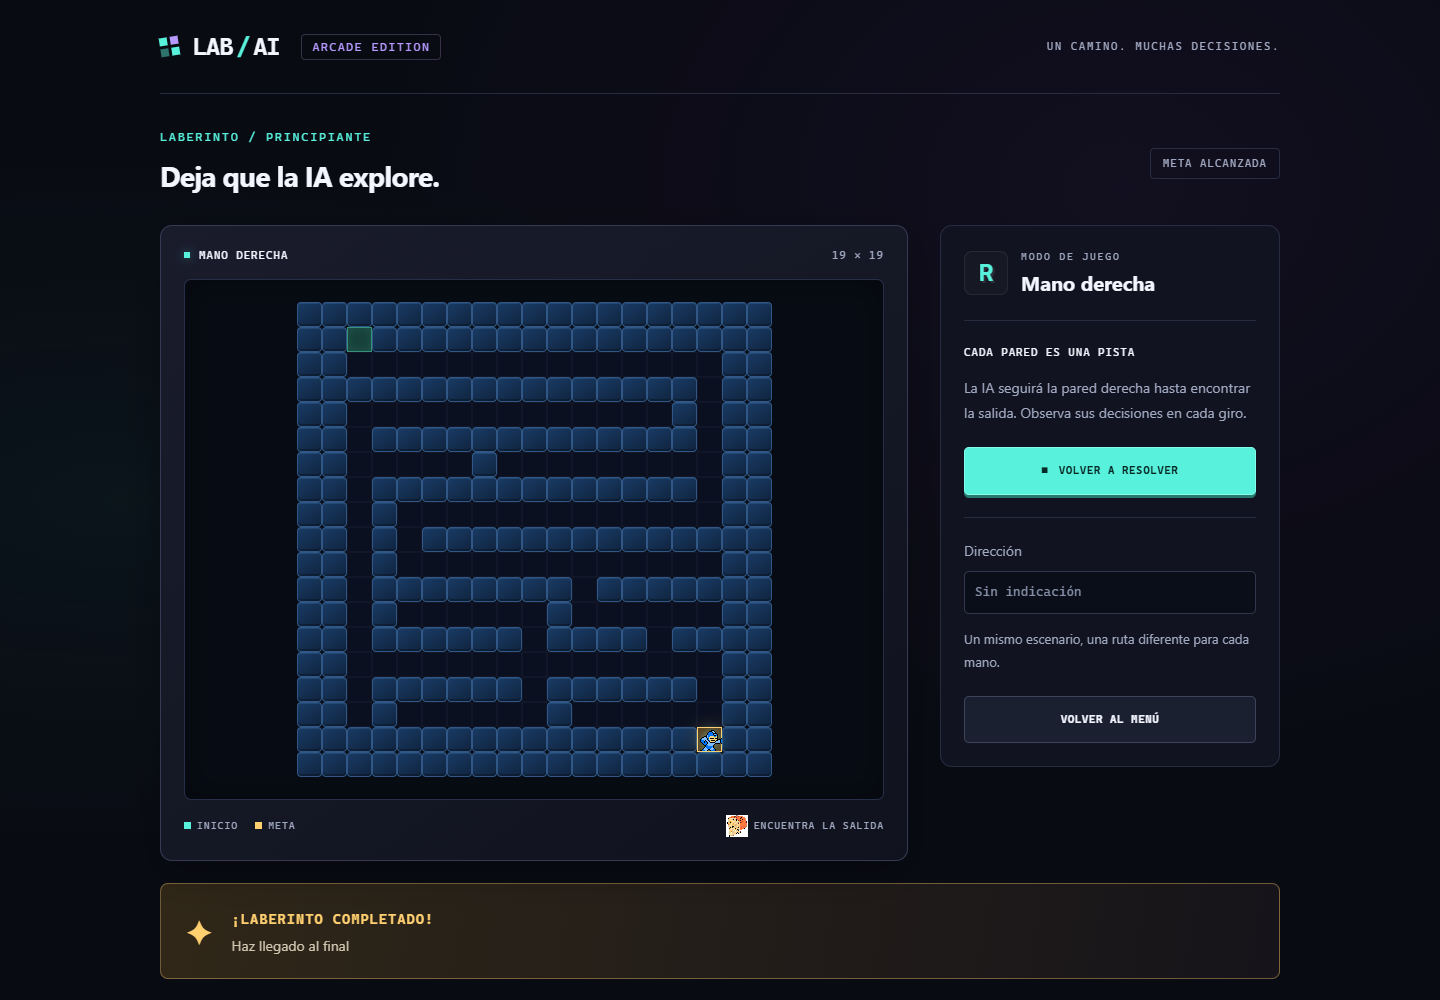 LAB/AI
ARCADE EDITION
UN CAMINO. MUCHAS DECISIONES.
LABERINTO / PRINCIPIANTE
Deja que la IA explore.
META ALCANZADA
MANO DERECHA
19 × 19
INICIO
META
ENCUENTRA LA SALIDA
R
MODO DE JUEGO
Mano derecha
CADA PARED ES UNA PISTA
La IA seguirá la pared derecha hasta encontrar
la salida. Observa sus decisiones en cada giro.
VOLVER A RESOLVER
Dirección
Sin indicación
Un mismo escenario, una ruta diferente para cada
mano.
VOLVER AL MENÚ
¡LABERINTO COMPLETADO!
Haz llegado al final